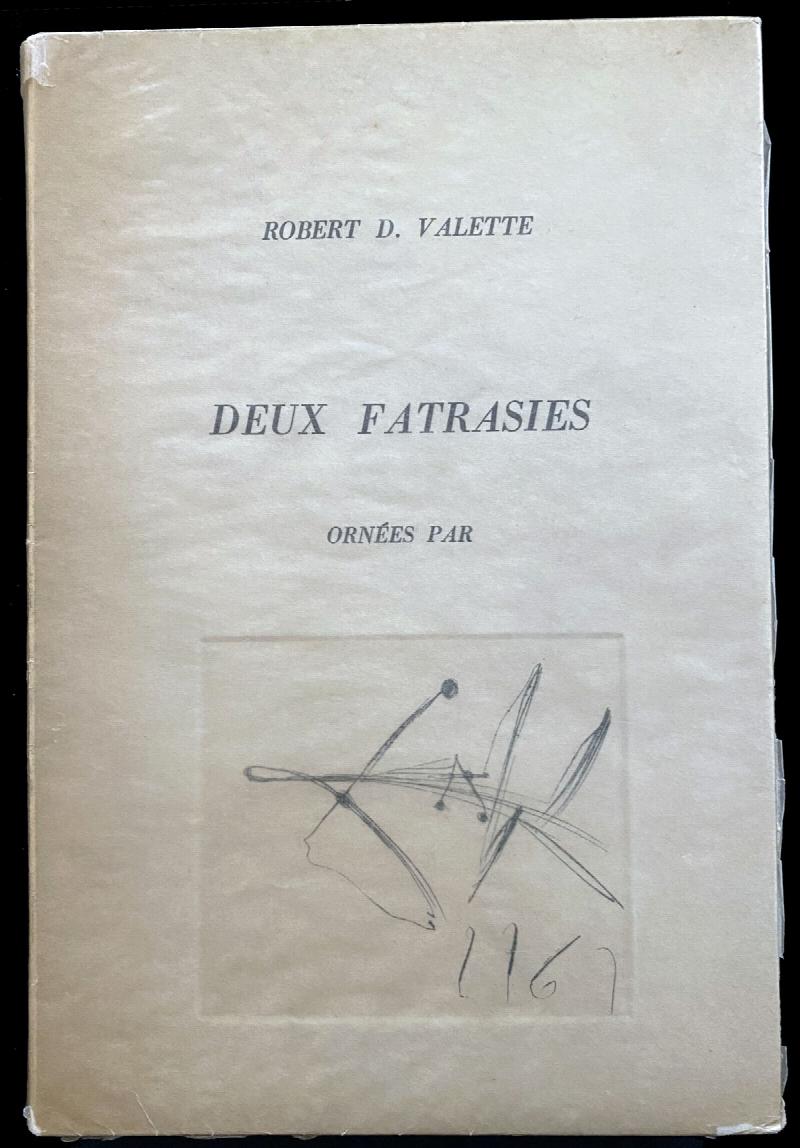 ROBERT D. VALETTE
DEUX FATRASIES
ORNÉES PAR